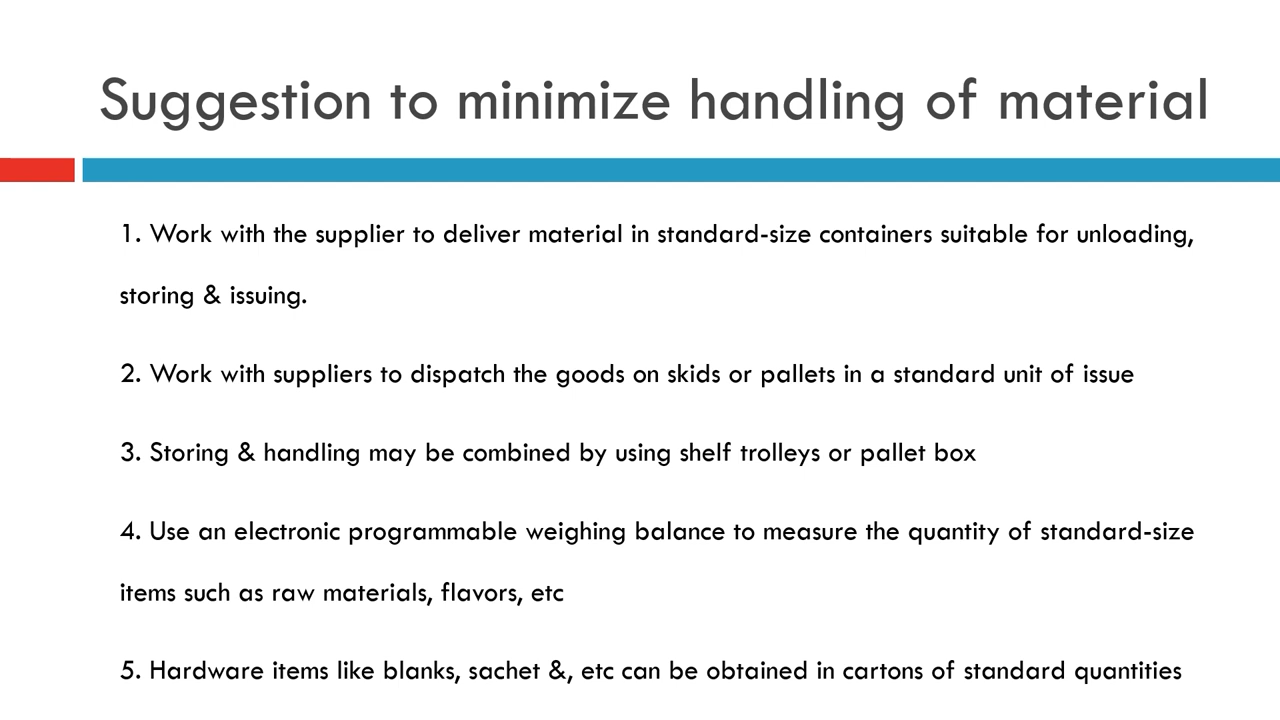 Suggestion to minimize handling of material
1. Work with the supplier to deliver material in standard-size containers suitable for unloading,
storing & issuing.
2. Work with suppliers to dispatch the goods on skids or pallets in a standard unit of issue
3. Storing & handling may be combined by using shelf trolleys or pallet box
4. Use an electronic programmable weighing balance to measure the quantity of standard-size
items such as raw materials, flavors, etc
5. Hardware items like blanks, sachet &, etc can be obtained in cartons of standard quantities